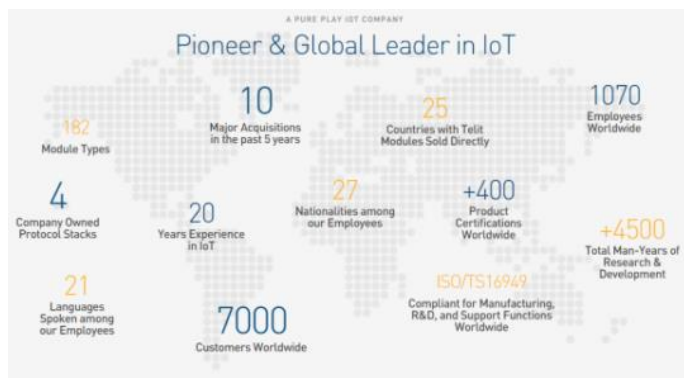 A PURE PLAY IOT COMPANY
Pioneer & Global Leader in IoT
10
Major Acquisitions
in the past 5 years
25
Countries with Telit
Modules Sold Directly
1070
Employees
Worldwide
182
Module Types
4
Company Owned
Protocol Stacks
20
Years Experience
in IoT
27
Nationalities among
our Employees
+400
Product
Certifications
Worldwide
+4500
Total Man-Years of
Research &
Development
21
Languages
Spoken among
our Employees
7000
Customers Worldwide
ISO/TS16949
Compliant for Manufacturing,
R&D, and Support Functions
Worldwide